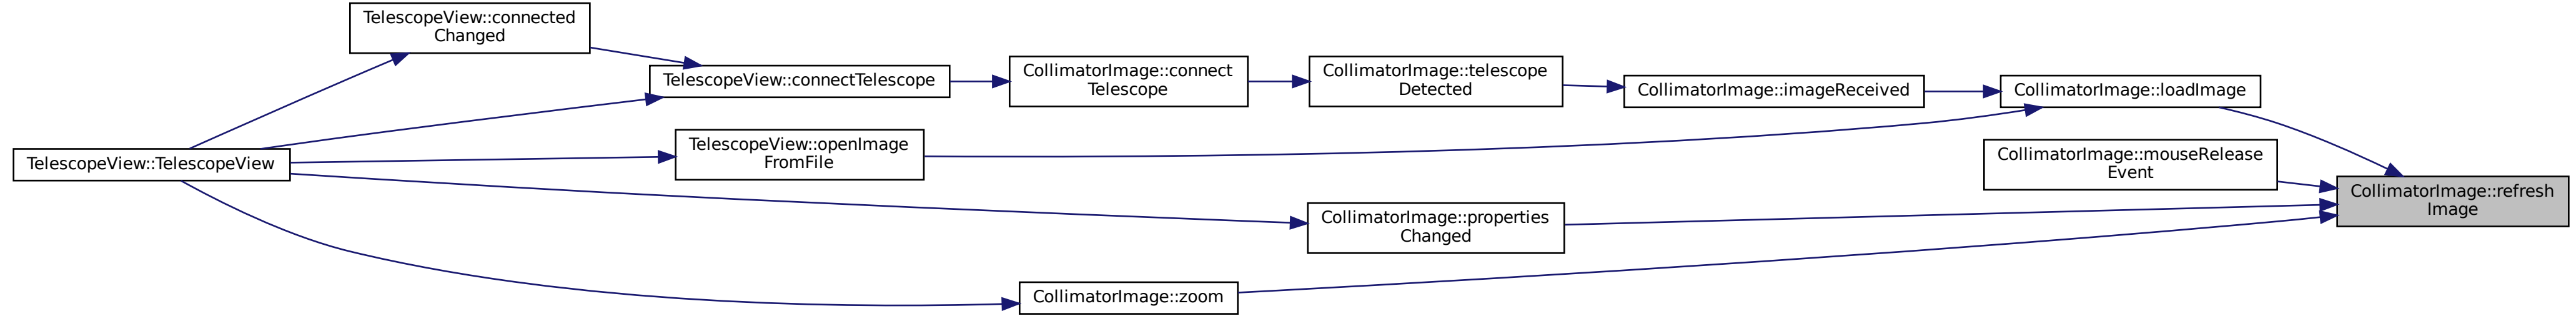 TelescopeView::connected
Changed
TelescopeView::connectTelescope
CollimatorImage::connect
Telescope
CollimatorImage::telescope
Detected
CollimatorImage::imageReceived
CollimatorImage::loadImage
TelescopeView::TelescopeView
TelescopeView::openImage
FromFile
CollimatorImage::mouseRelease
Event
CollimatorImage::refresh
Image
CollimatorImage::properties
Changed
CollimatorImage::zoom